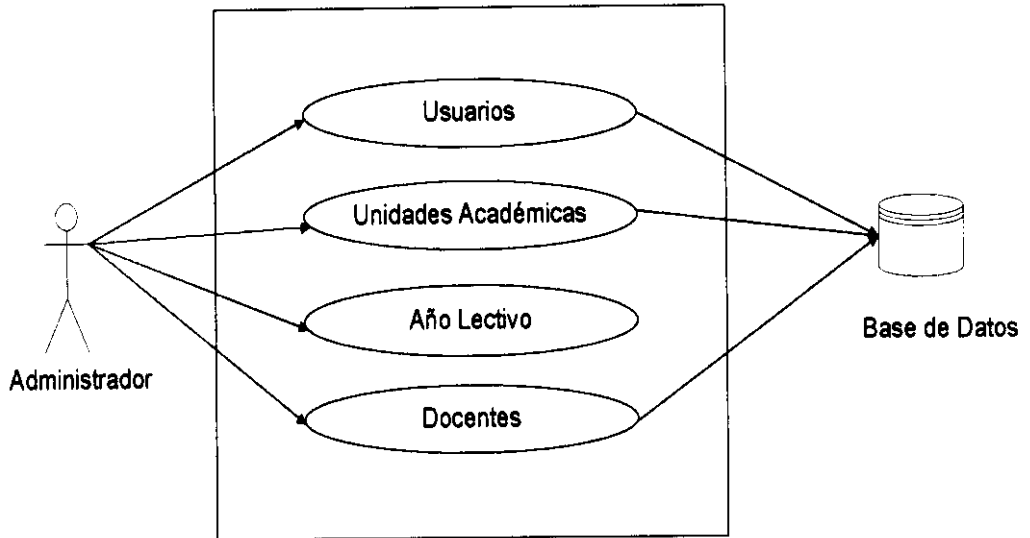 Usuarios
Unidades Académicas
Año Lectivo
Docentes
Administrador
Base de Datos